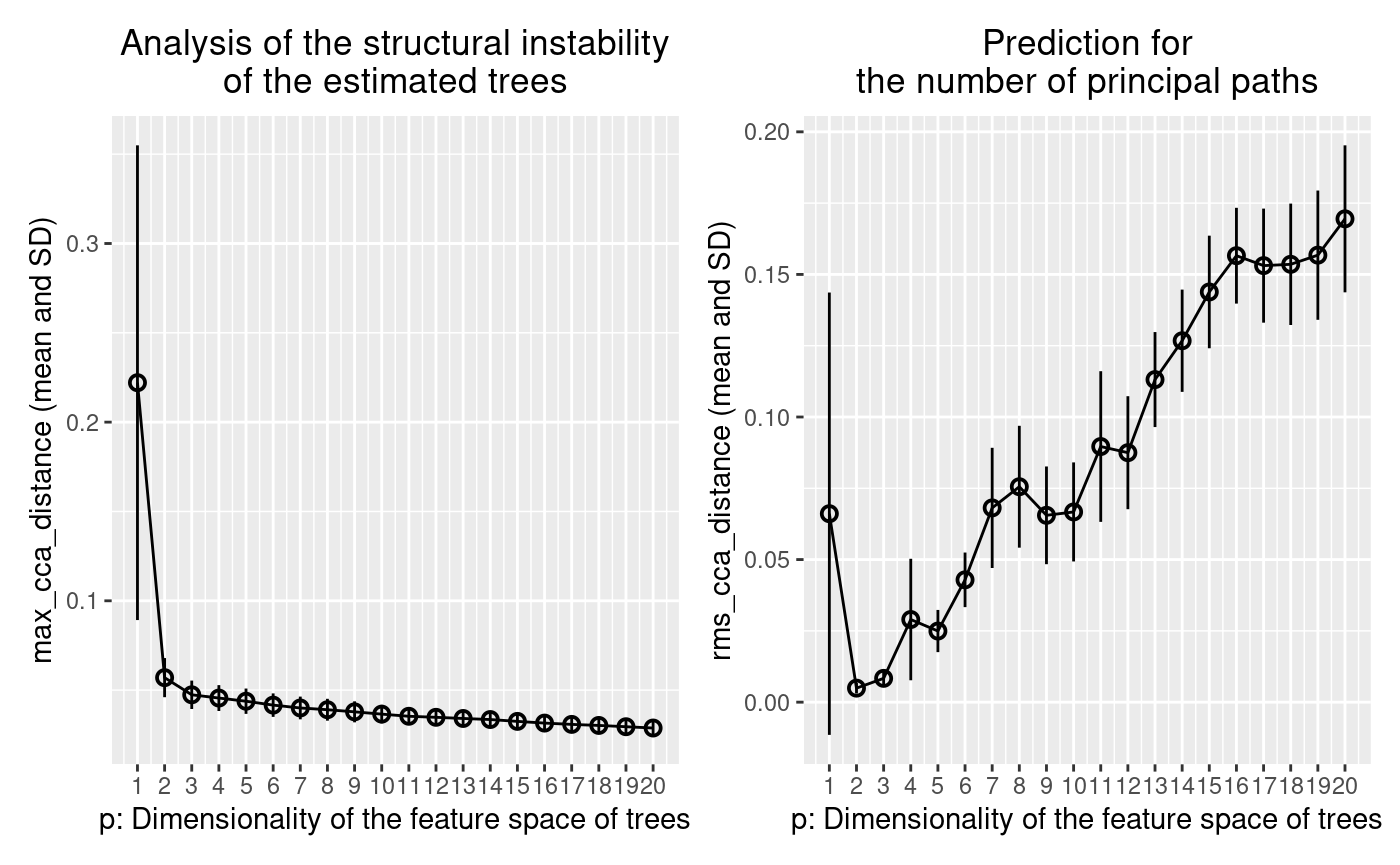 Analysis of the structural instability
of the estimated trees
max_cca_distance (mean and SD)
0.3
0.2
0.1
1 2 3 4 5 6 7 8 9 10 11 12 13 14 15 16 17 18 19 20
p: Dimensionality of the feature space of trees
Prediction for
the number of principal paths
rms_cca_distance (mean and SD)
0.20
0.15
0.10
0.05
0.00
1 2 3 4 5 6 7 8 9 10 11 12 13 14 15 16 17 18 19 20
p: Dimensionality of the feature space of trees